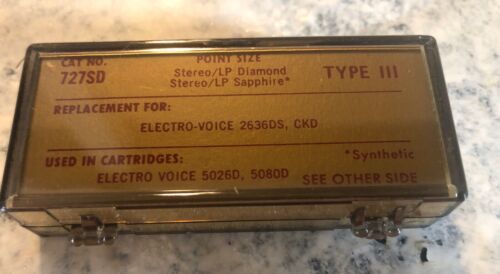 CAT NO.
727SD
POINT SIZE
Stereo/LP Diamond
Stereo/LP Sapphire*
TYPE III
REPLACEMENT FOR:
ELECTRO-VOICE 2636DS, CKD
USED IN CARTRIDGES:
*Synthetic
ELECTRO VOICE 5026D, 5080D
SEE OTHER SIDE